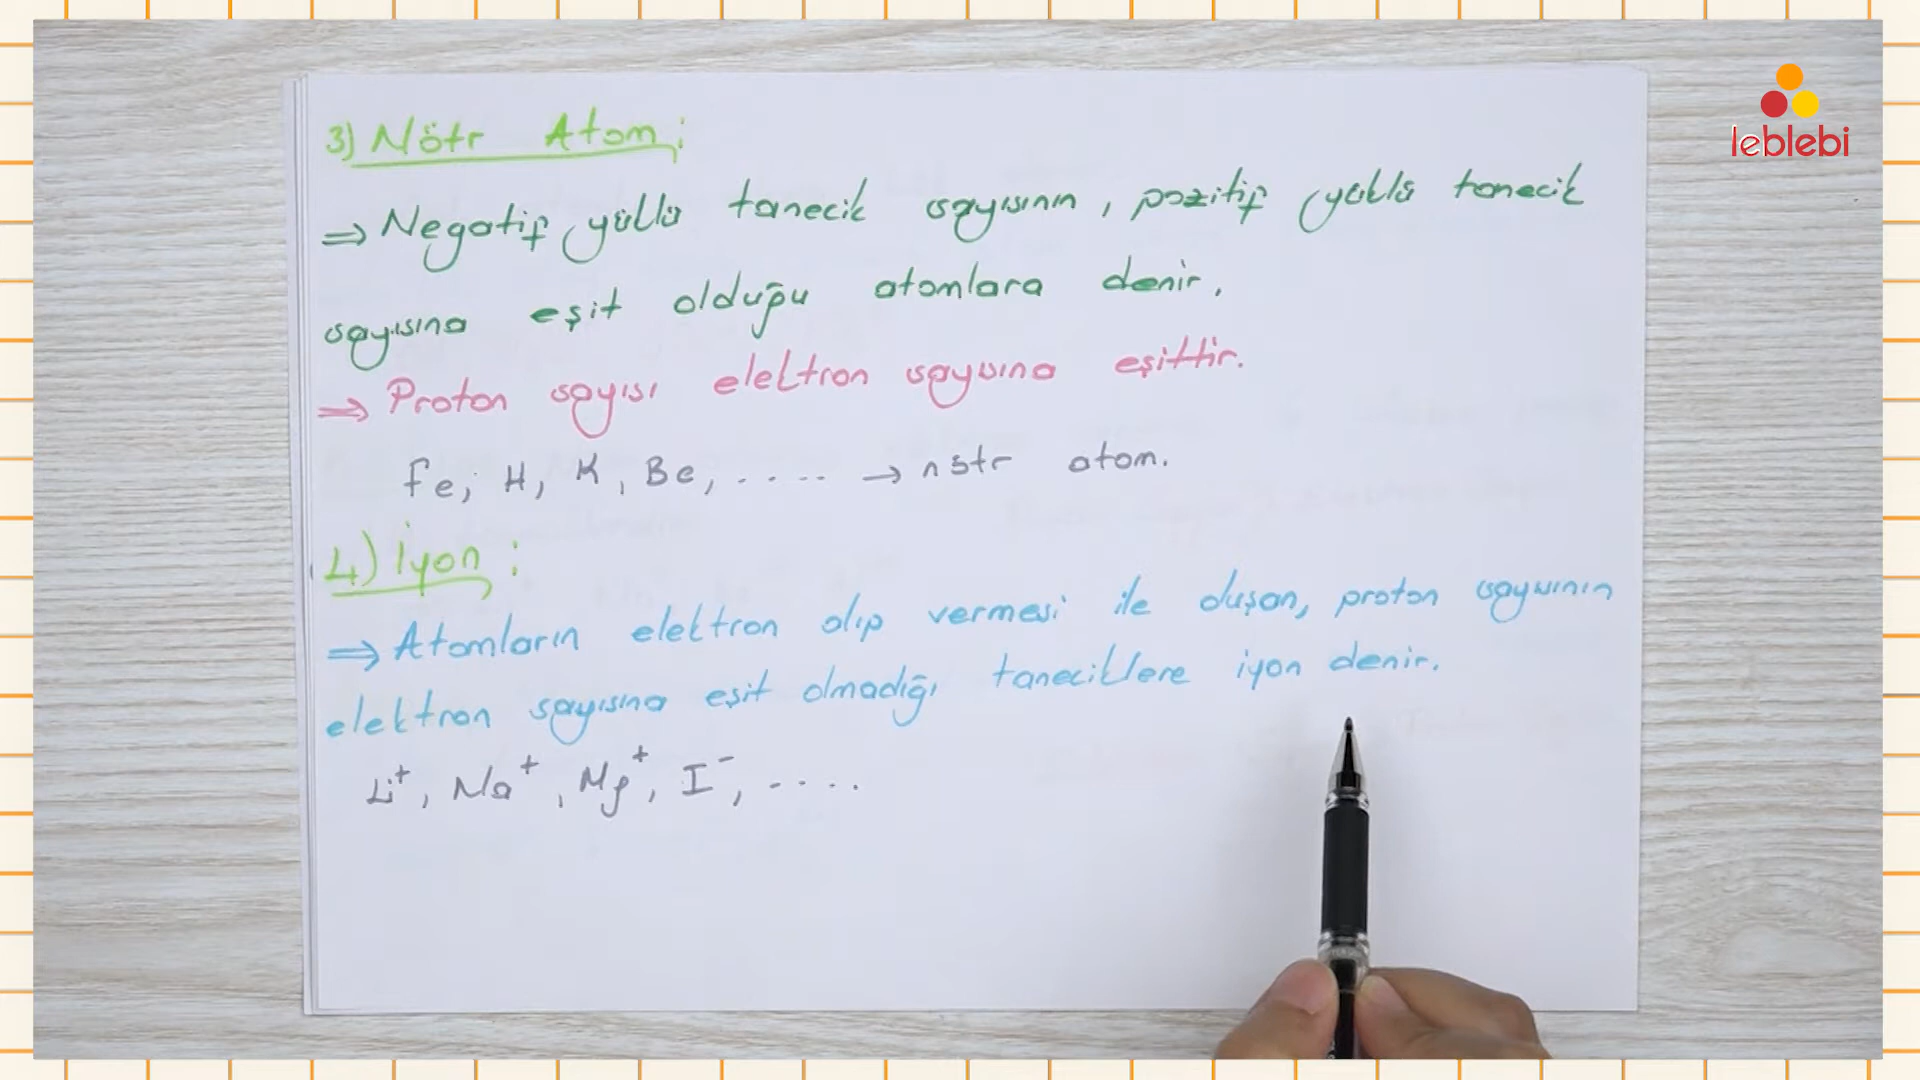 leblebi
3) Nötr Atom;
⇒ Negatif yüklü tanecik sayısının, pozitif yüklü tanecik
sayısına eşit olduğu atomlara denir.
⇒ Proton sayısı elektron sayısına eşittir.
Fe, H, K, Be, ..... → nötr atom.
4) İyon:
⇒ Atomların elektron alıp vermesi ile oluşan, proton sayısının
elektron sayısına eşit olmadığı taneciklere iyon denir.
Li⁺, Na⁺, Mg⁺, I⁻, ....